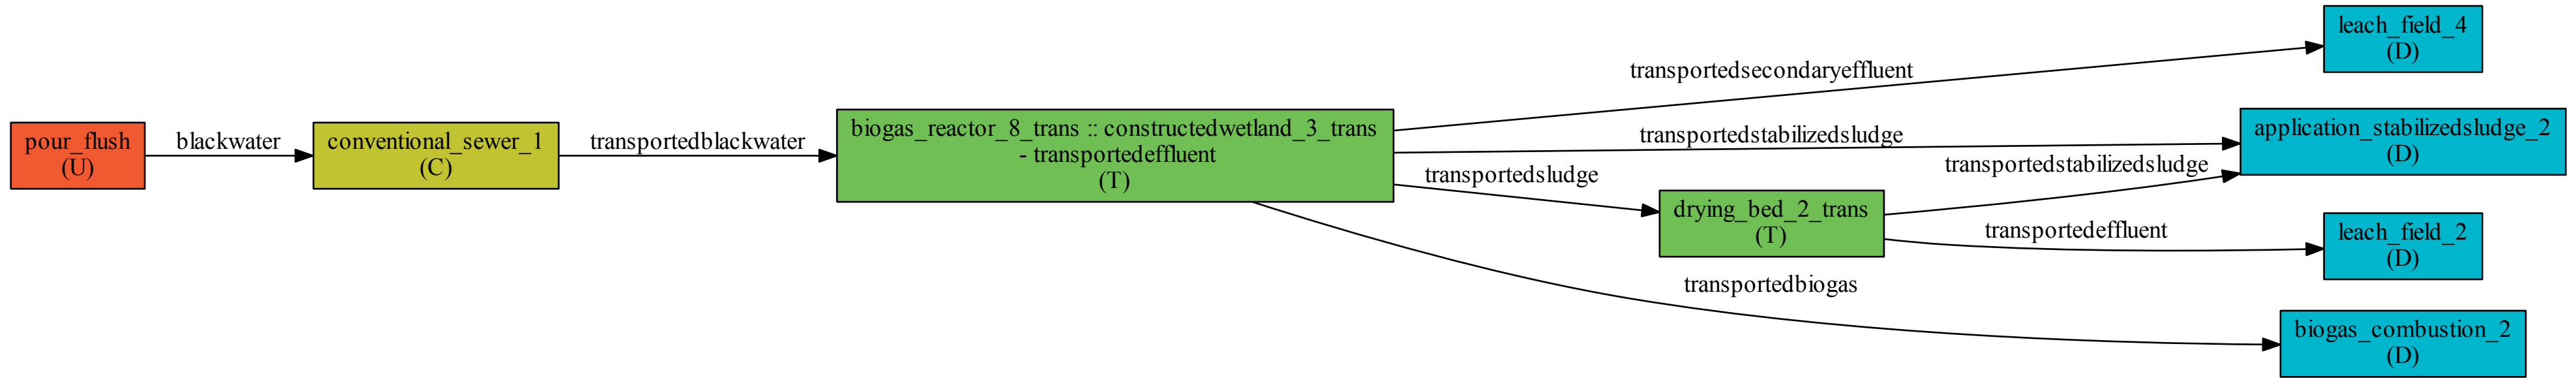 pour_flush
(U)
blackwater
conventional_sewer_1
(C)
transportedblackwater
biogas_reactor_8_trans :: constructedwetland_3_trans
- transportedeffluent
(T)
transportedsecondaryeffluent
transportedstabilizedsludge
transportedsludge
transportedbiogas
drying_bed_2_trans
(T)
transportedstabilizedsludge
transportedeffluent
leach_field_4
(D)
application_stabilizedsludge_2
(D)
leach_field_2
(D)
biogas_combustion_2
(D)